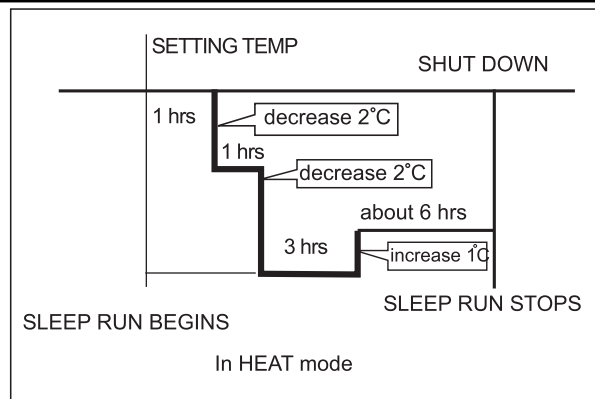 SETTING TEMP
SHUT DOWN
1 hrs
decrease 2°C
1 hrs
decrease 2°C
about 6 hrs
3 hrs
increase 1°C
SLEEP RUN STOPS
SLEEP RUN BEGINS
In HEAT mode